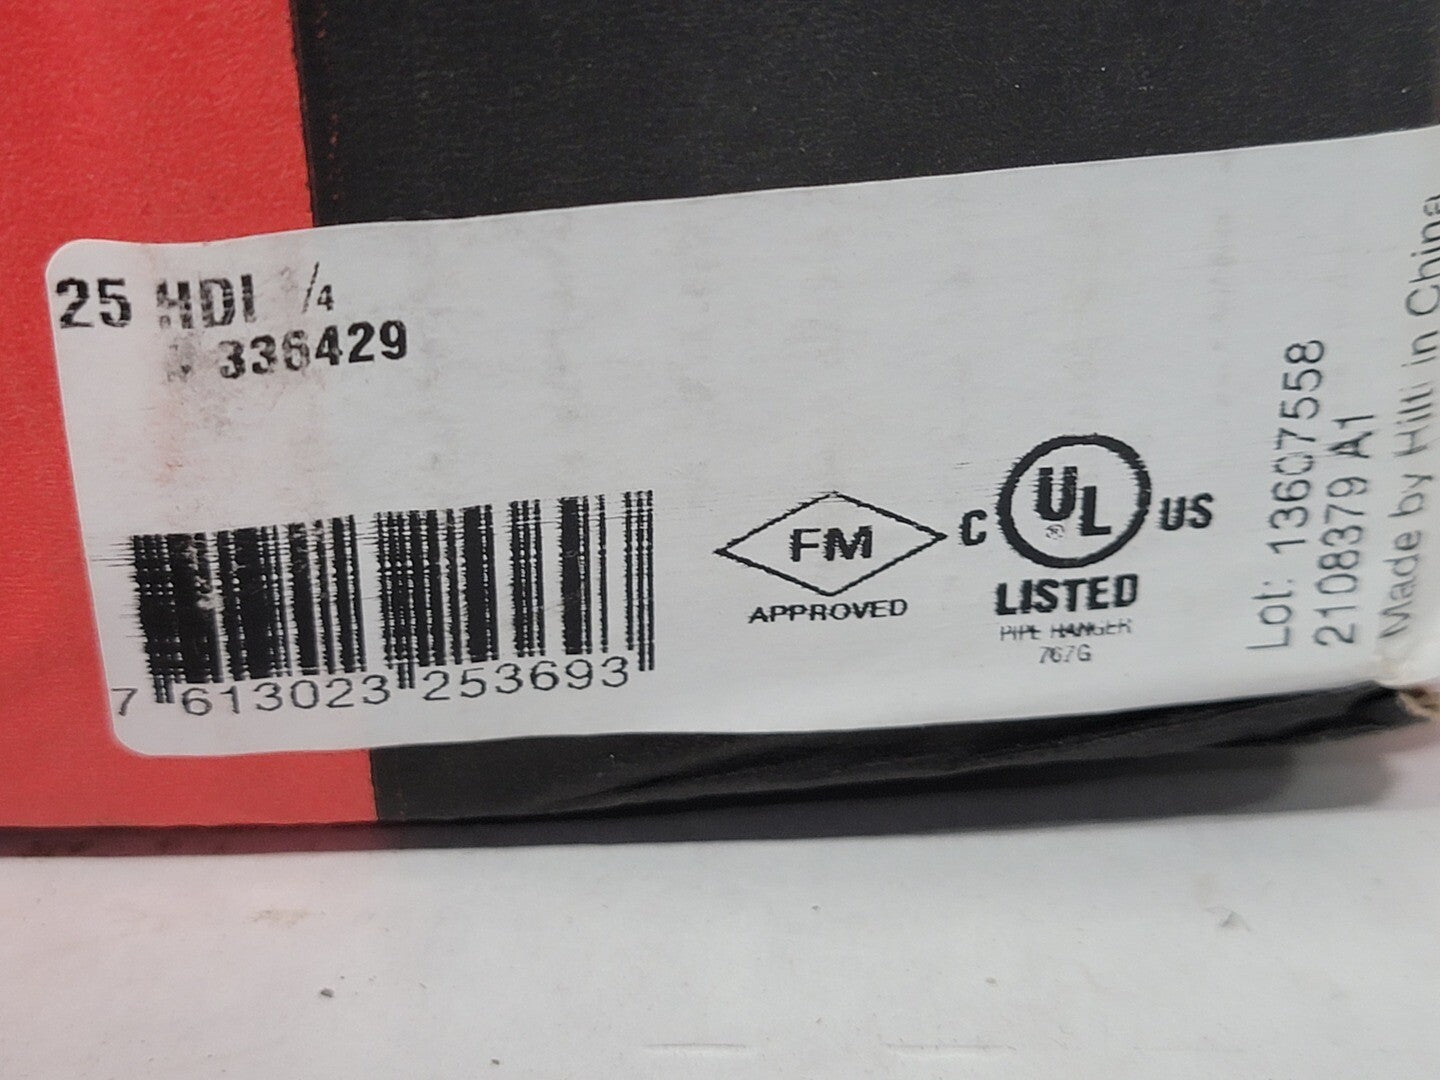 25 HDI /4
# 336429
7 613023 253693
FM
APPROVED
C UL ® US
LISTED
PIPE HANGER
767G
Lot: 13607558
2108379 A1
Made by Hilti in China